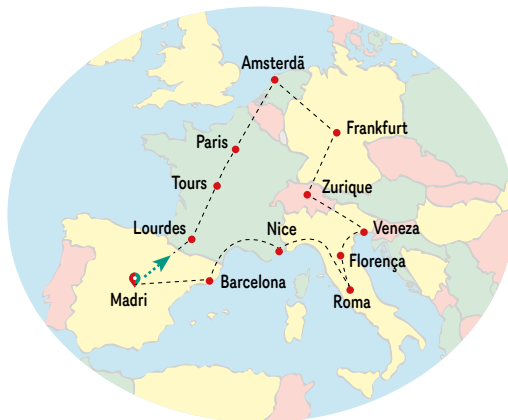 Amsterdã
Frankfurt
Paris
Tours
Zurique
Lourdes
Nice
Veneza
Florença
Barcelona
Madri
Roma